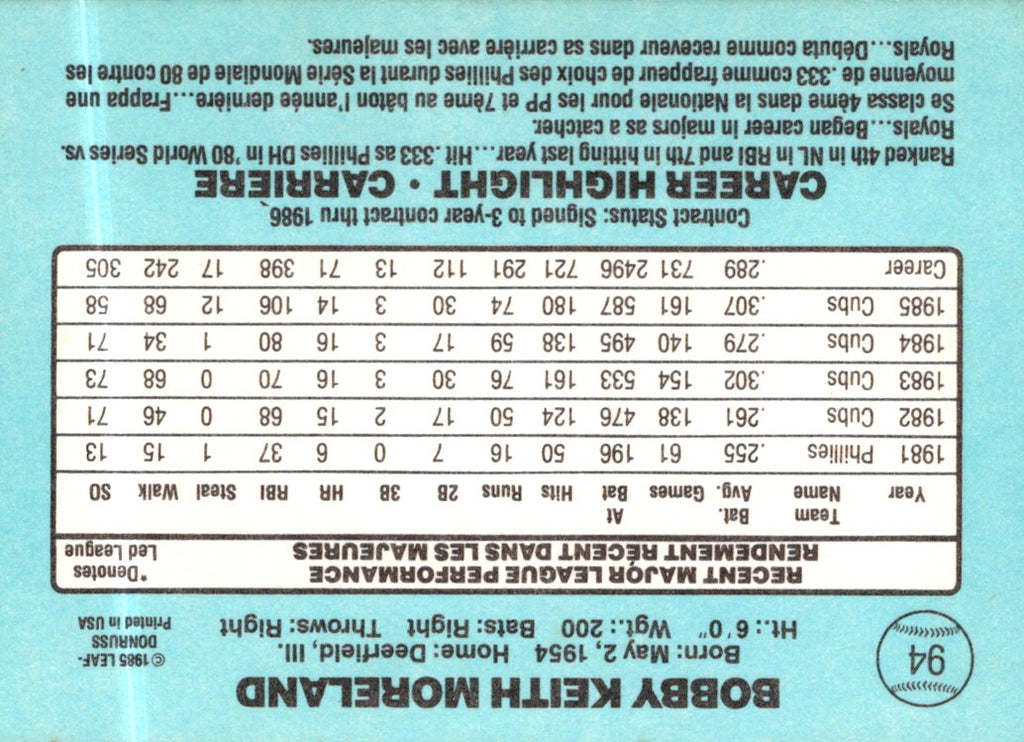 94
BOBBY KEITH MORELAND
Born: May 2, 1954 Home: Deerfield, Ill.
Ht.: 6'0" Wgt.: 200 Bats: Right Throws: Right
©1985 LEAF-
DONRUSS
Printed in USA
RECENT MAJOR LEAGUE PERFORMANCE
RENDEMENT RÉCENT DANS LES MAJEURES
*Denotes
Led League
Year Team Name Bat. Avg. Games At Bat Hits Runs 2B 3B HR RBI Steal Walk SO
1981 Phillies .255 61 196 50 16 7 0 6 37 1 15 13
1982 Cubs .261 138 476 124 50 17 2 15 68 0 46 71
1983 Cubs .302 154 533 161 76 30 3 16 70 0 68 73
1984 Cubs .279 140 495 138 59 17 3 16 80 1 34 71
1985 Cubs .307 161 587 180 74 30 3 14 106 12 68 58
Career .289 731 2496 721 291 112 13 71 398 17 242 305
Contract Status: Signed to 3-year contract thru 1986
CAREER HIGHLIGHT • CARRIERE
Ranked 4th in NL in RBI and 7th in hitting last year...Hit .333 as Phillies DH in '80 World Series vs.
Royals...Began career in majors as a catcher.
Se classa 4ème dans la Nationale pour les PP et 7ème au bâton l'année dernière...Frappa une
moyenne de .333 comme frappeur de choix des Phillies durant la Série Mondiale de 80 contre les
Royals...Débuta comme receveur dans sa carrière avec les majeures.